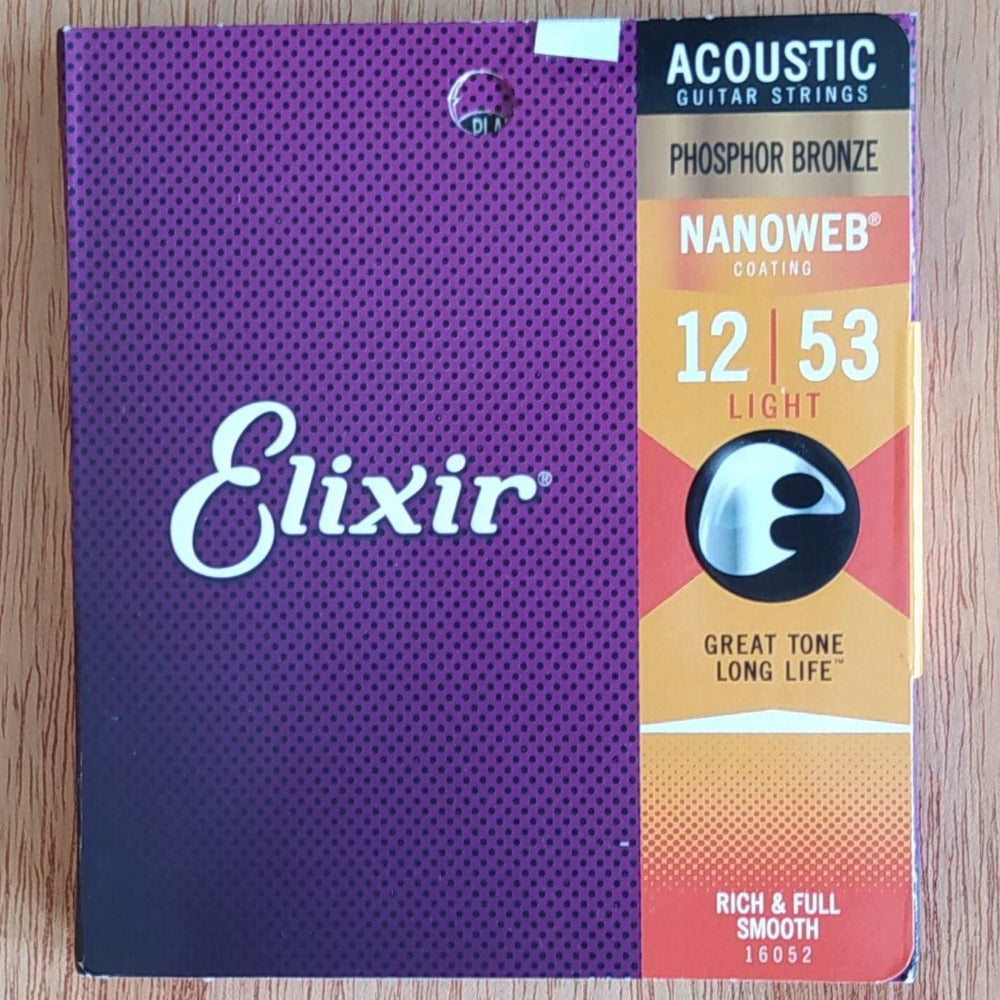 Elixir®
ACOUSTIC
GUITAR STRINGS
PHOSPHOR BRONZE
NANOWEB®
COATING
12 | 53
LIGHT
GREAT TONE
LONG LIFE™
RICH & FULL
SMOOTH
16052